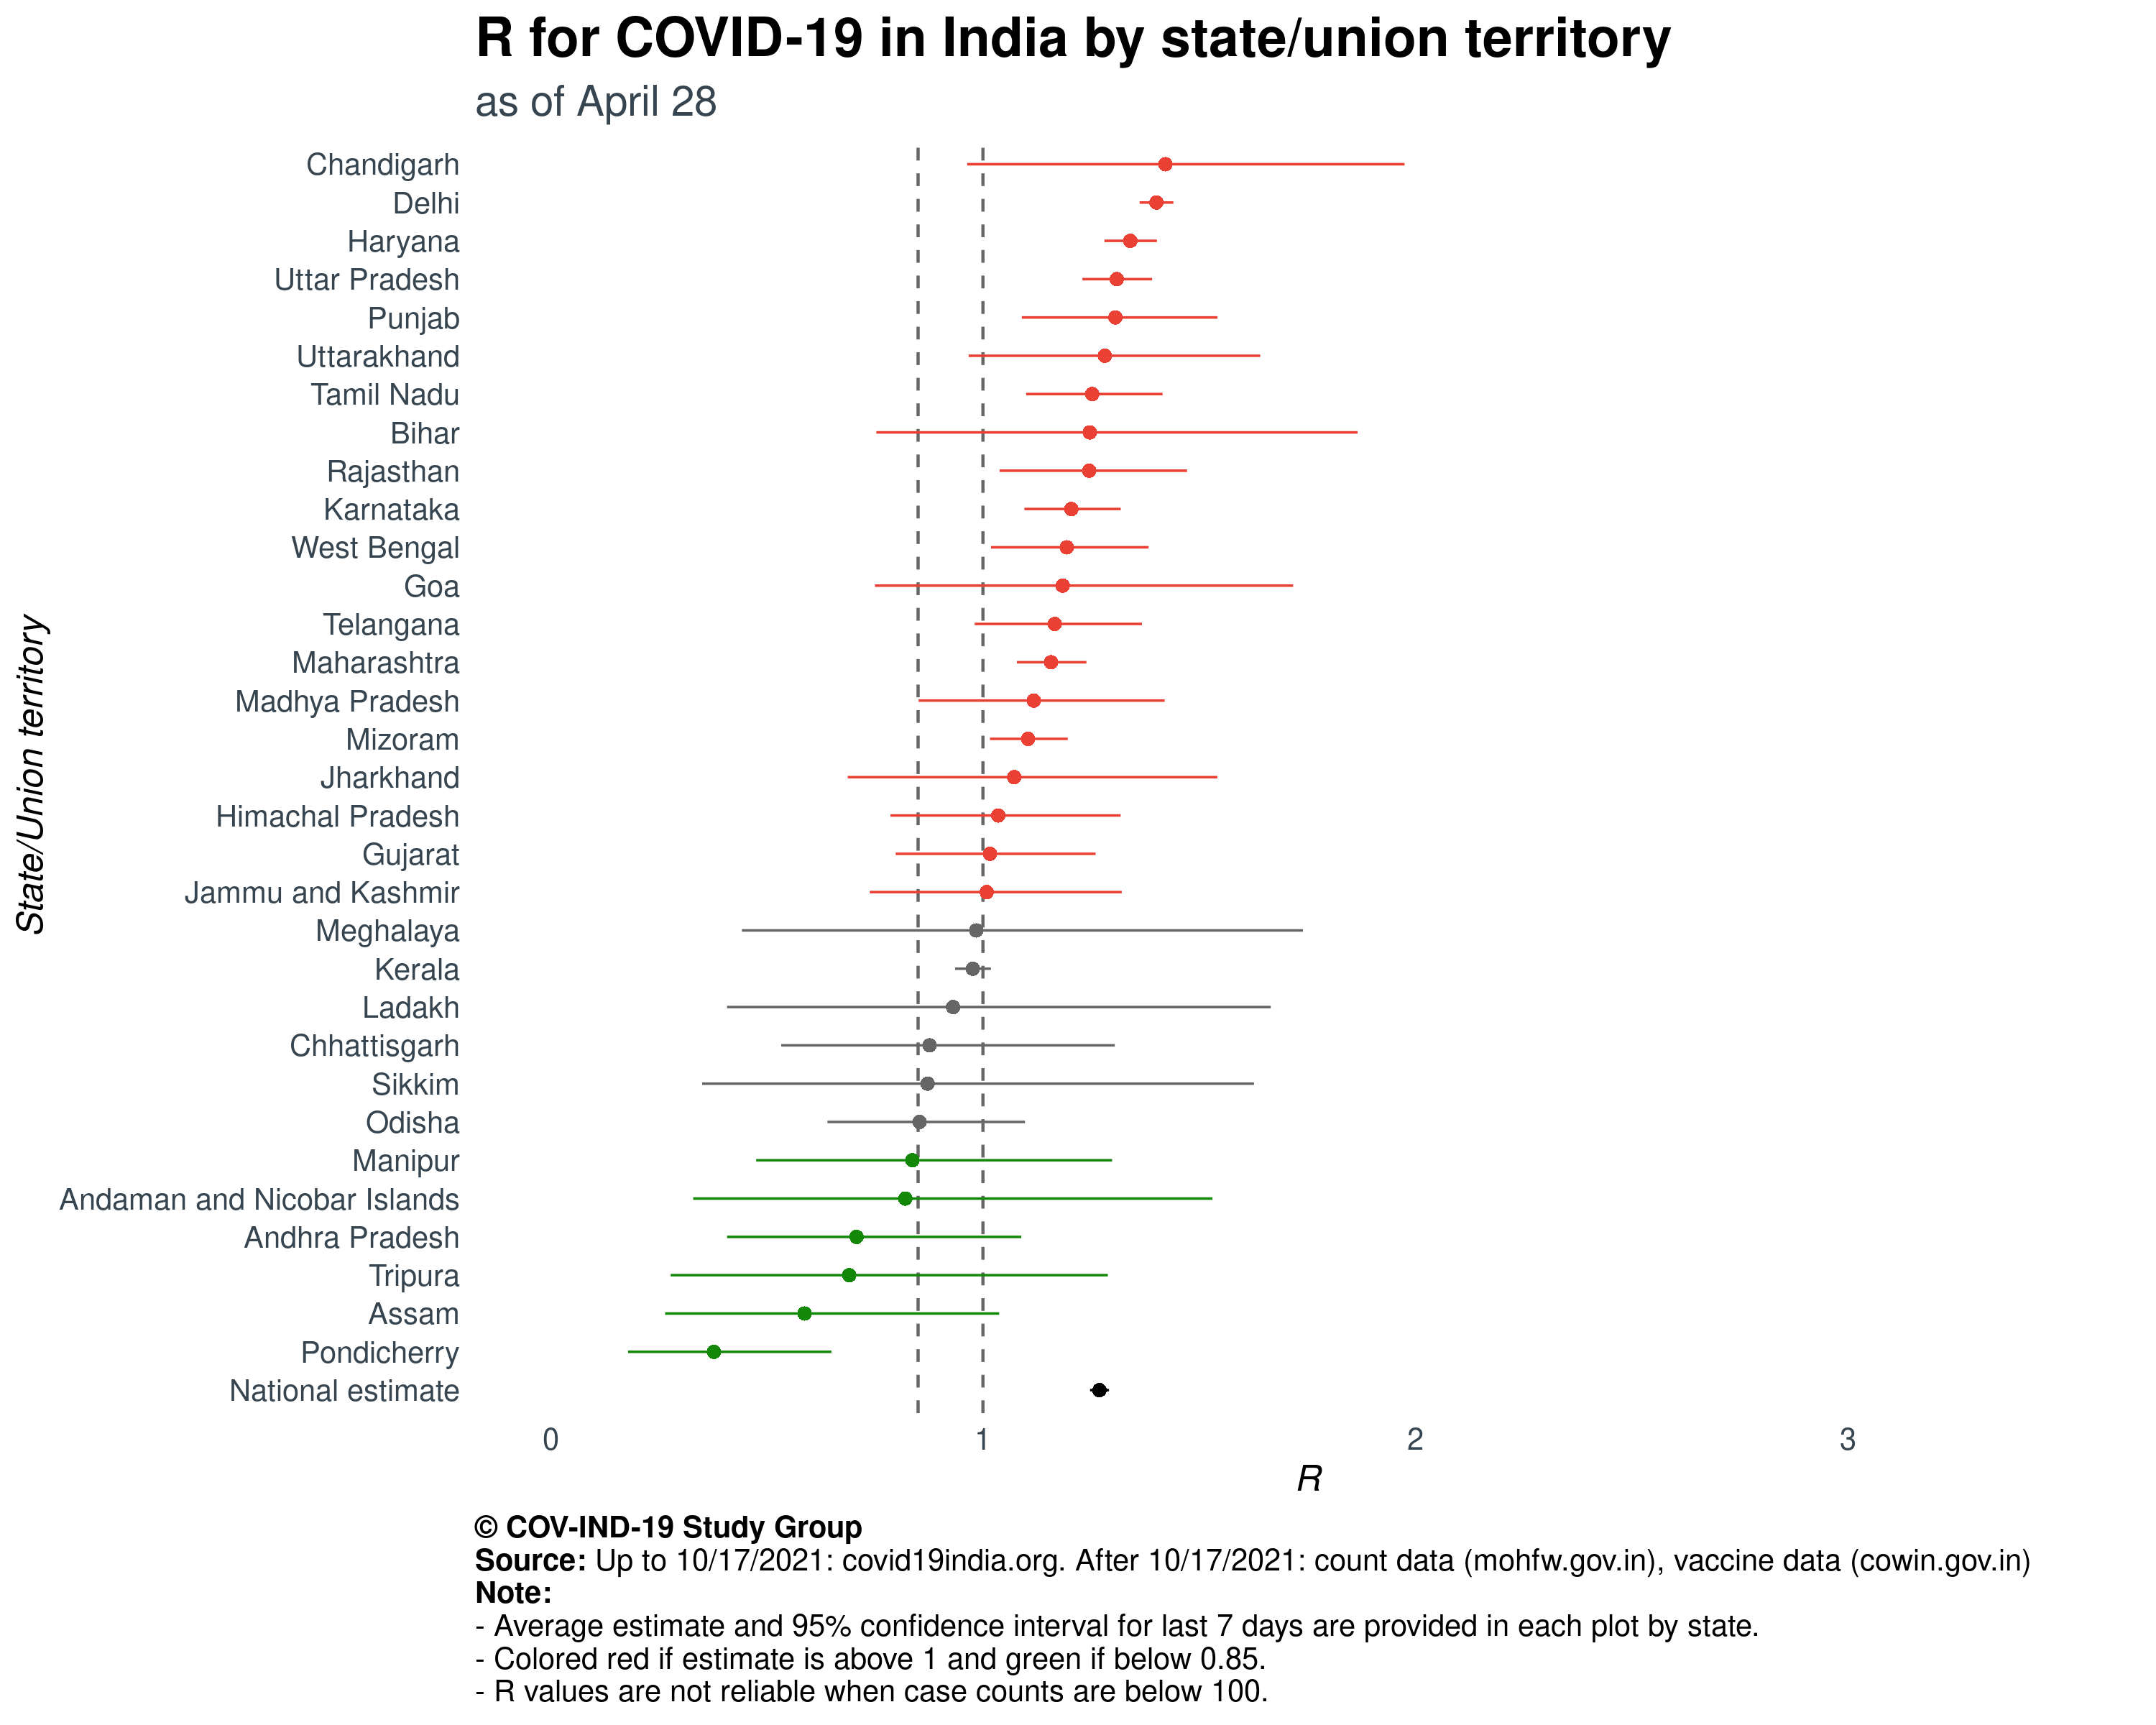 R for COVID-19 in India by state/union territory
as of April 28
State/Union territory
Chandigarh
Delhi
Haryana
Uttar Pradesh
Punjab
Uttarakhand
Tamil Nadu
Bihar
Rajasthan
Karnataka
West Bengal
Goa
Telangana
Maharashtra
Madhya Pradesh
Mizoram
Jharkhand
Himachal Pradesh
Gujarat
Jammu and Kashmir
Meghalaya
Kerala
Ladakh
Chhattisgarh
Sikkim
Odisha
Manipur
Andaman and Nicobar Islands
Andhra Pradesh
Tripura
Assam
Pondicherry
National estimate
0 1 2 3
R
© COV-IND-19 Study Group
Source: Up to 10/17/2021: covid19india.org. After 10/17/2021: count data (mohfw.gov.in), vaccine data (cowin.gov.in)
Note:
- Average estimate and 95% confidence interval for last 7 days are provided in each plot by state.
- Colored red if estimate is above 1 and green if below 0.85.
- R values are not reliable when case counts are below 100.